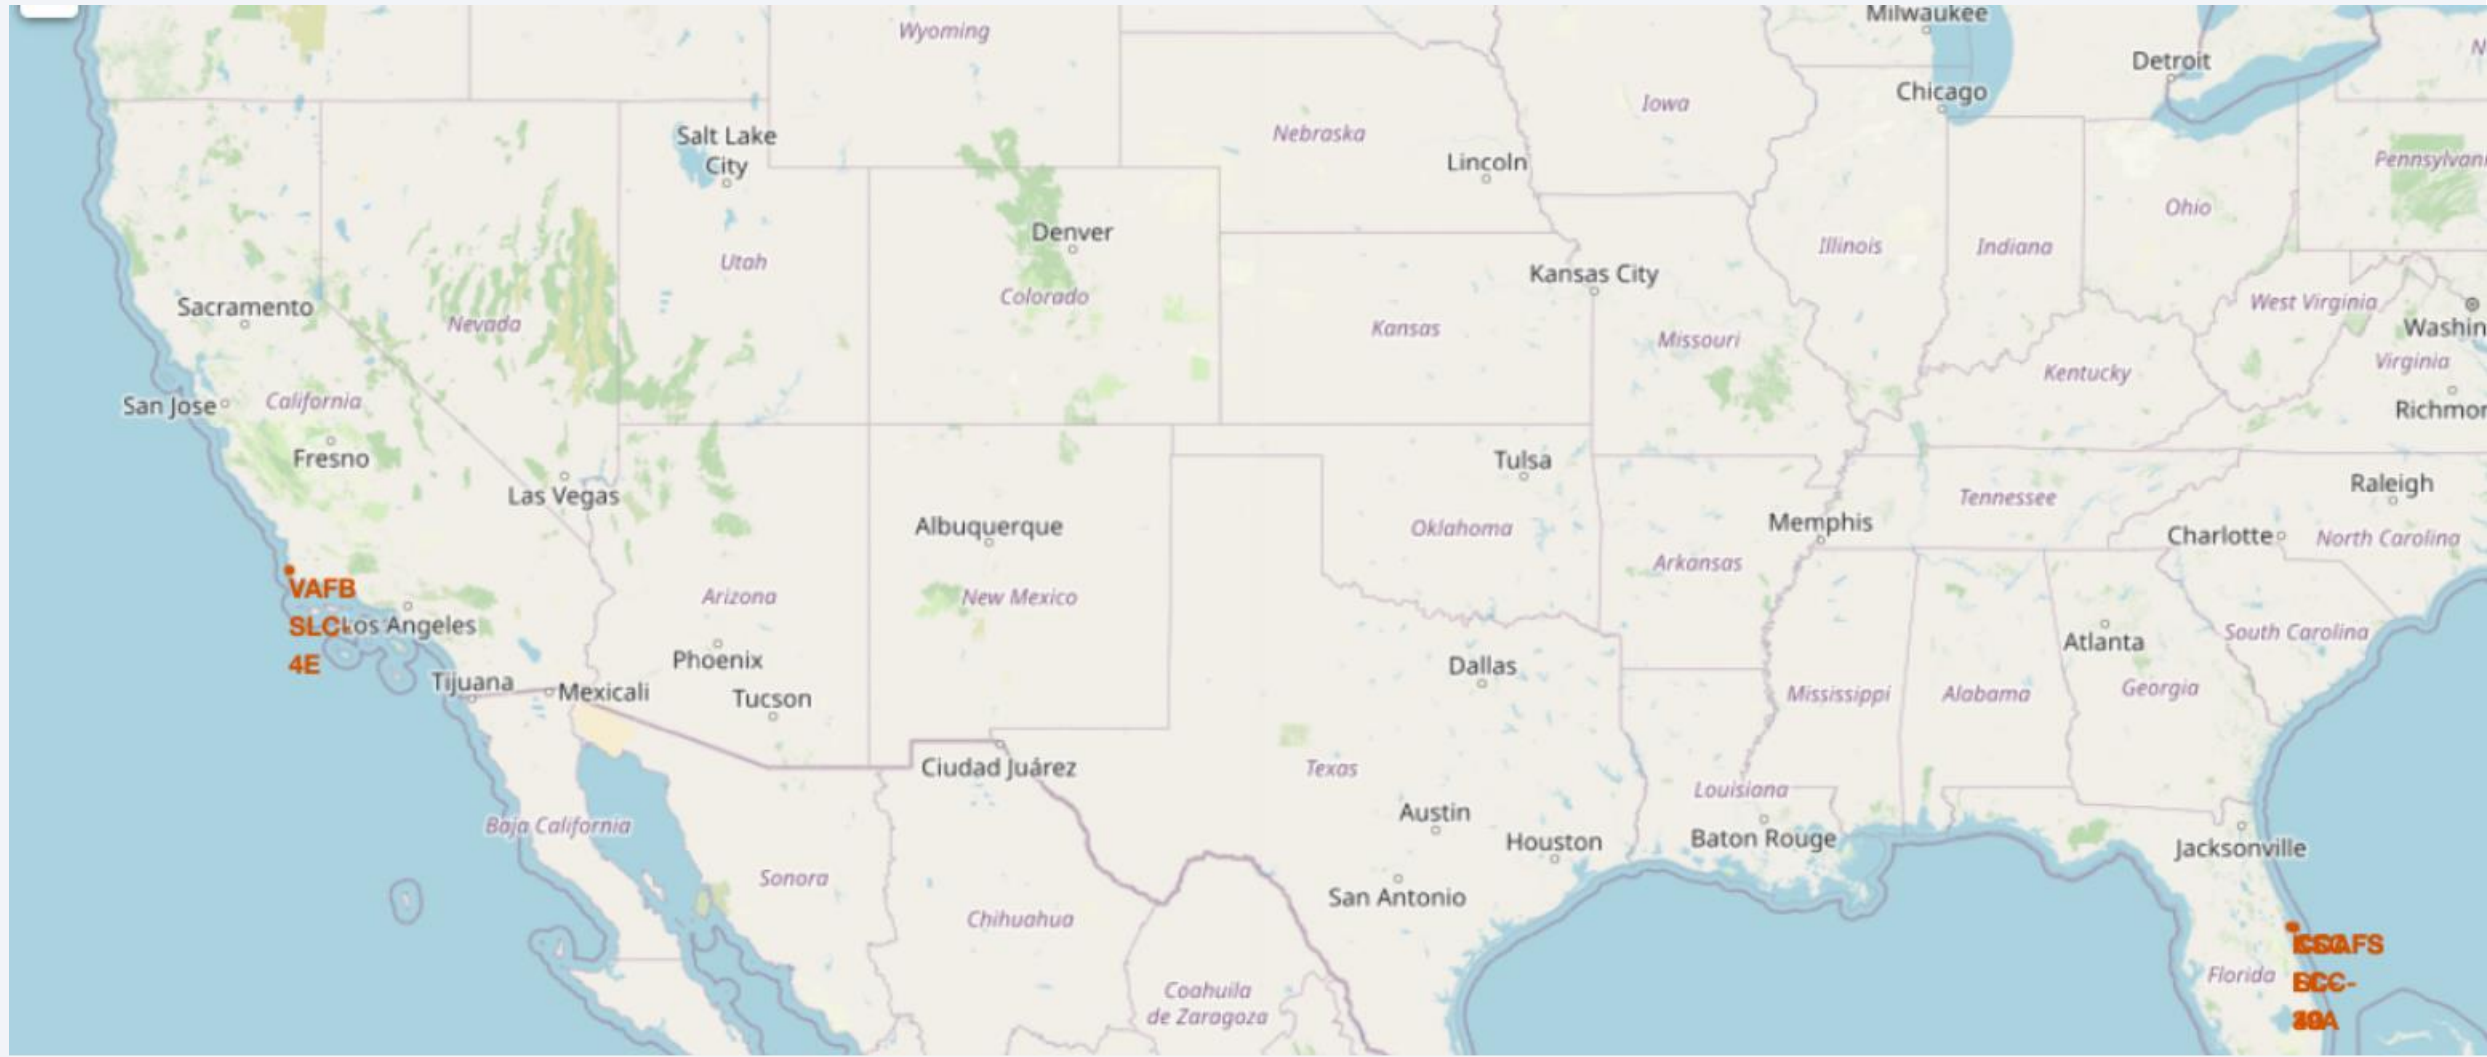 Milwaukee
Wyoming
Detroit
Chicago
Iowa
Nebraska
Salt Lake
City
Lincoln
Pennsylvani
Ohio
Denver
Utah
Illinois
Indiana
Kansas City
Colorado
West Virginia
Sacramento
Nevada
Kansas
Washin
Missouri
Virginia
Kentucky
San Jose
California
Richmor
Fresno
Tulsa
Las Vegas
Raleigh
Tennessee
Albuquerque
Oklahoma
Memphis
Charlotte
North Carolina
Arkansas
VAFB
SLC-
4E
Los Angeles
Arizona
New Mexico
South Carolina
Atlanta
Phoenix
Dallas
Tijuana
Mexicali
Tucson
Mississippi
Alabama
Georgia
Ciudad Juárez
Texas
Louisiana
Austin
Baja California
Houston
Baton Rouge
Jacksonville
Sonora
San Antonio
Chihuahua
Florida
Coahuila
de Zaragoza